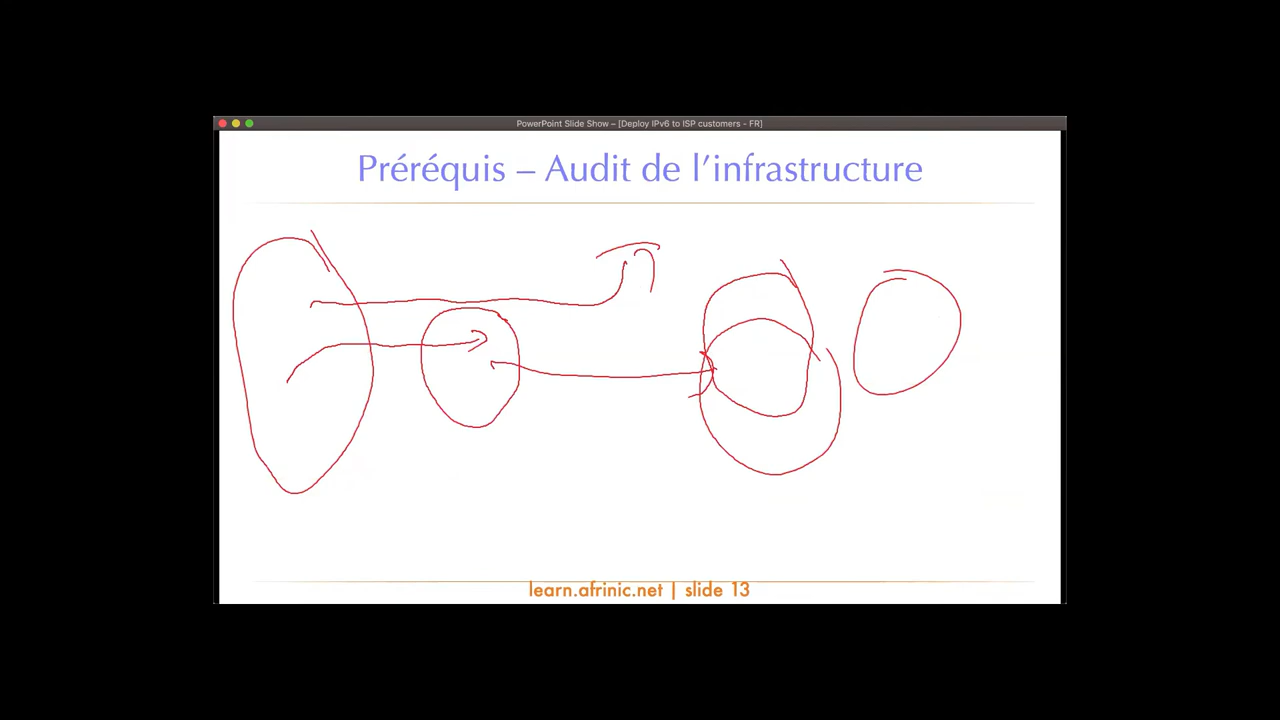 PowerPoint Slide Show – [Deploy IPv6 to ISP customers - FR]
Préréquis – Audit de l’infrastructure
learn.afrinic.net | slide 13